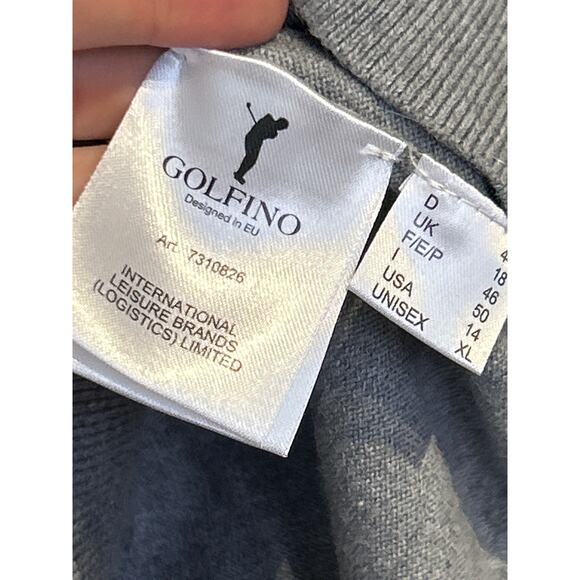 GOLFINO
Designed in EU
Art. 7310826
INTERNATIONAL
LEISURE BRANDS
(LOGISTICS) LIMITED
D 4
UK 18
F/E/P 46
I 50
USA 14
UNISEX XL